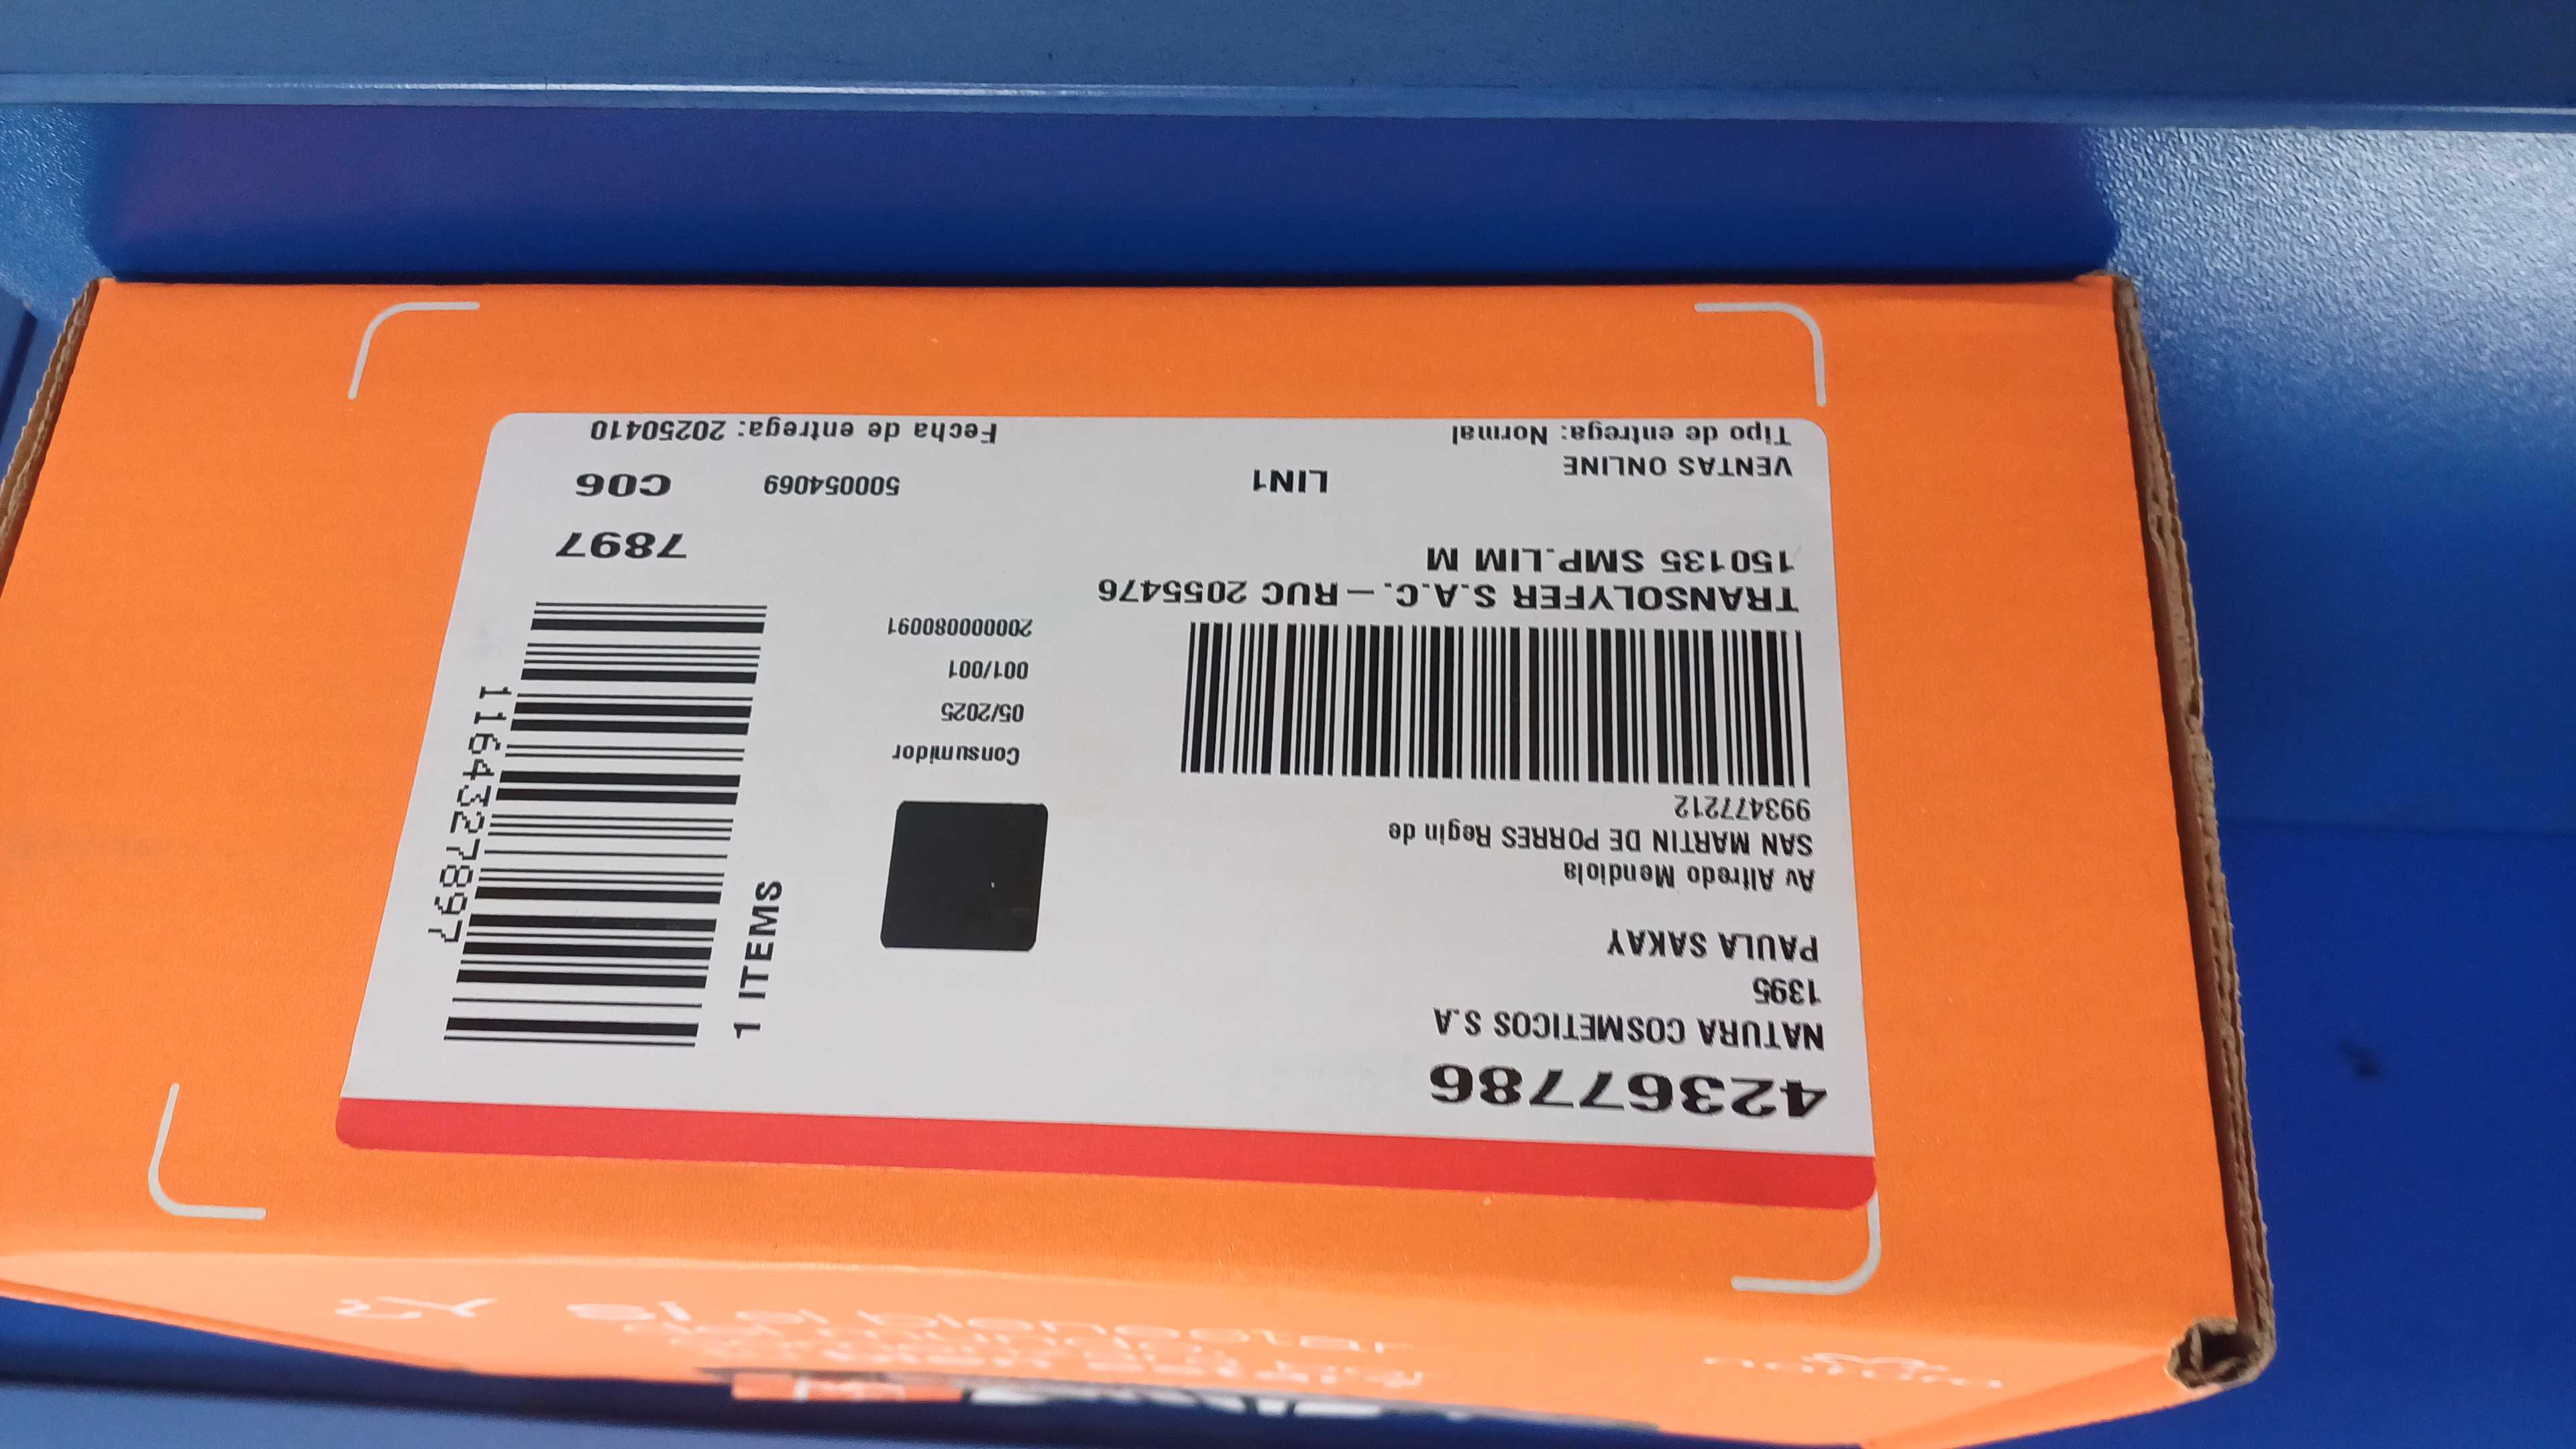 42367786
NATURA COSMETICOS S.A
1395
PAULA SAKAY
Av Alfredo Mendiola
SAN MARTIN DE PORRES Regin de
993477212
TRANSOLYFER S.A.C. – RUC 2055476
150135 SMP.LIM M
VENTAS ONLINE
LIN1
Tipo de entrega: Normal
1 ITEMS
1164327897
Consumidor
05/2025
001/001
20000080091
7897
500054069
C06
Fecha de entrega: 20250410
natura